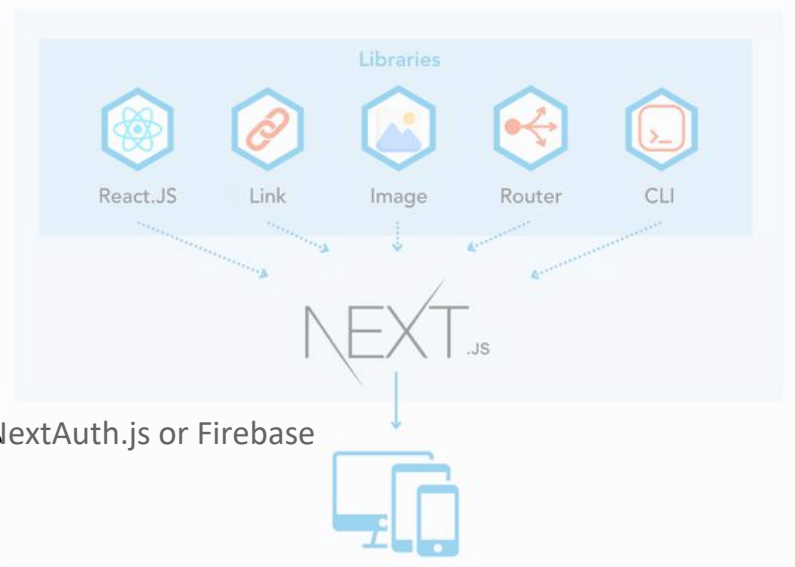 Libraries
React.JS Link Image Router CLI
NEXT.JS
NextAuth.js or Firebase